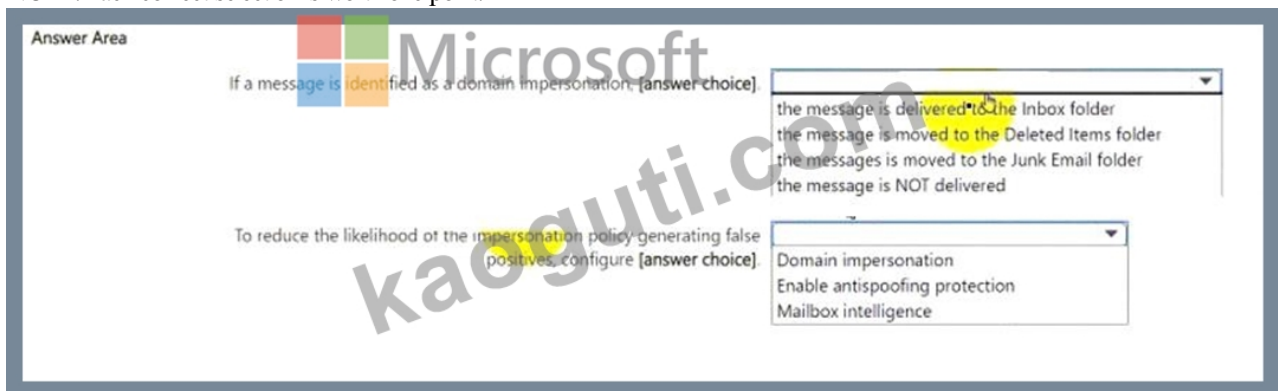 Answer Area
Microsoft
If a message is identified as a domain impersonation, [answer choice].
the message is delivered to the Inbox folder
the message is moved to the Deleted Items folder
the messages is moved to the Junk Email folder
the message is NOT delivered
To reduce the likelihood of the impersonation policy generating false
positives, configure [answer choice].
Domain impersonation
Enable antispoofing protection
Mailbox intelligence
kaoguti.com